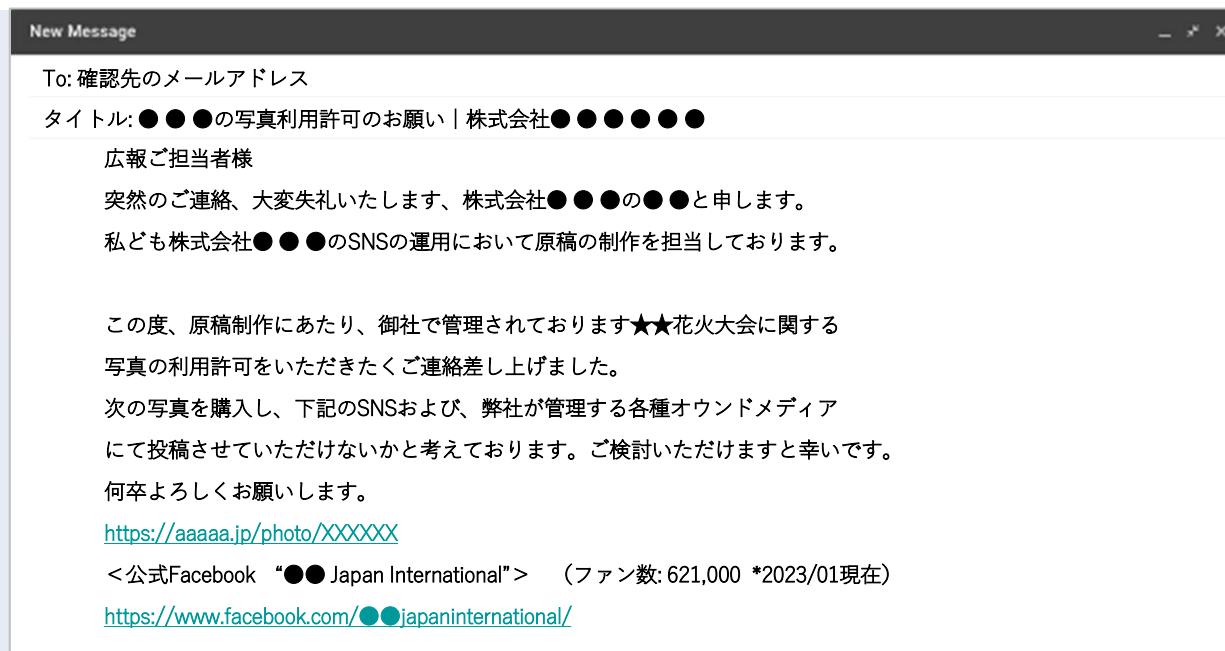 New Message
To: 確認先のメールアドレス
タイトル: ● ● ●の写真利用許可のお願い｜株式会社● ● ● ● ● ●
広報ご担当者様
突然のご連絡、大変失礼いたします、株式会社● ● ●の● ●と申します。
私ども株式会社● ● ●のSNSの運用において原稿の制作を担当しております。
この度、原稿制作にあたり、御社で管理されております★★花火大会に関する
写真の利用許可をいただきたくご連絡差し上げました。
次の写真を購入し、下記のSNSおよび、弊社が管理する各種オウンドメディア
にて投稿させていただけないかと考えております。ご検討いただけますと幸いです。
何卒よろしくお願いします。
https://aaaaa.jp/photo/XXXXXX
＜公式Facebook　“●● Japan International”＞　（ファン数: 621,000 *2023/01現在）
https://www.facebook.com/●●japaninternational/